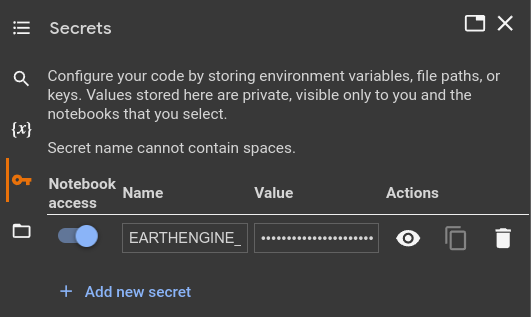 Secrets
Configure your code by storing environment variables, file paths, or
keys. Values stored here are private, visible only to you and the
notebooks that you select.
Secret name cannot contain spaces.
Notebook access Name Value Actions
EARTHENGINE_ ••••••••••••••••••••••
+ Add new secret
{x}